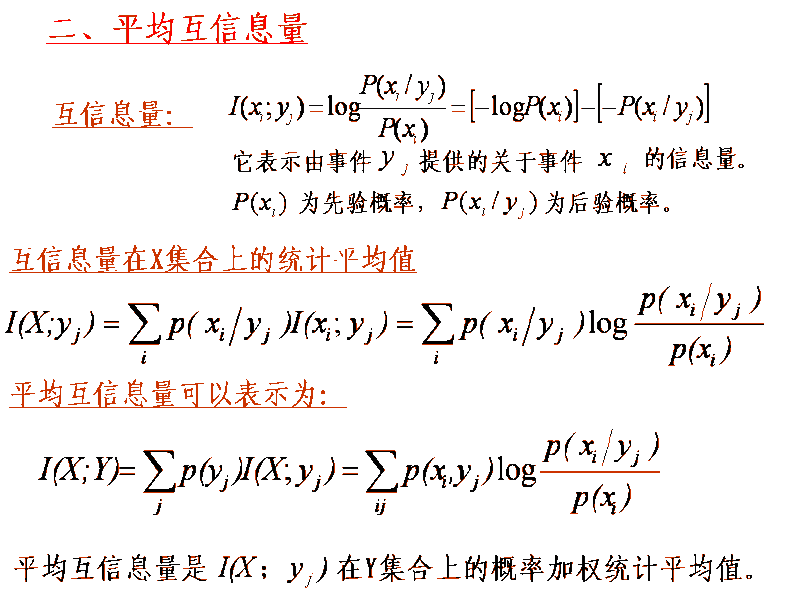 二、平均互信息量
互信息量: I(x_i; y_j) = log P(x_i / y_j) / P(x_i) = [-logP(x_i)] - [-P(x_i / y_j)]
它表示由事件 y_j 提供的关于事件 x_i 的信息量。
P(x_i) 为先验概率, P(x_i / y_j) 为后验概率。
互信息量在X集合上的统计平均值
I(X;y_j) = ∑_i p(x_i/y_j)I(x_i; y_j) = ∑_i p(x_i/y_j)log p(x_i/y_j) / p(x_i)
平均互信息量可以表示为:
I(X;Y) = ∑_j p(y_j)I(X;y_j) = ∑_ij p(x_i,y_j)log p(x_i/y_j) / p(x_i)
平均互信息量是 I(X; y_j) 在Y集合上的概率加权统计平均值。